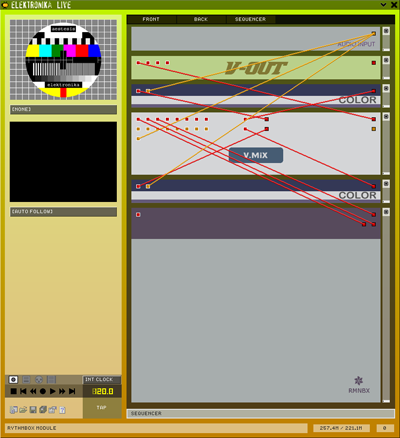 ELEKTRONIKA LIVE
FRONT BACK SEQUENCER
australe
elektronika
AUDIO INPUT
[NONE]
V-OUT
COLOR
V.MiX
COLOR
[AUTO FOLLOW]
RMNBX
INT CLOCK
120.0
TAP
SEQUENCER
RYTHMBOX MODULE
257.4M / 221.1M
0